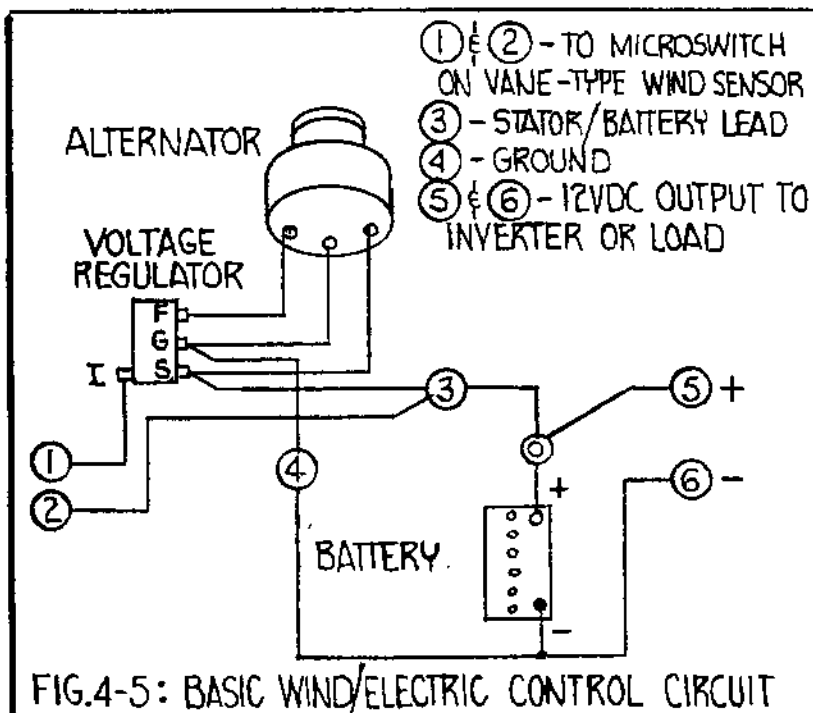 ① & ② - TO MICROSWITCH
ON VANE-TYPE WIND SENSOR
③ - STATOR/BATTERY LEAD
④ - GROUND
⑤ & ⑥ - 12VDC OUTPUT TO
INVERTER OR LOAD
ALTERNATOR
VOLTAGE
REGULATOR
F
G
I S
③ ⑤ +
① ④ ⑥ -
②
+
BATTERY.
-
FIG.4-5: BASIC WIND/ELECTRIC CONTROL CIRCUIT